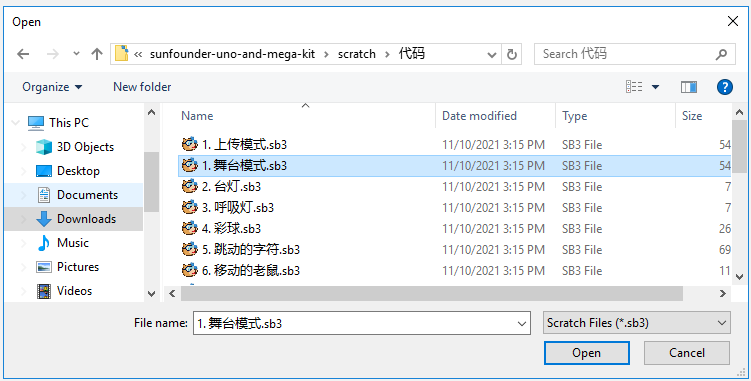 Open
« sunfounder-uno-and-mega-kit > scratch > 代码
Search 代码
Organize
New folder
Name Date modified Type Size
This PC
3D Objects
Desktop
Documents
Downloads
Music
Pictures
Videos
1. 上传模式.sb3 11/10/2021 3:15 PM SB3 File 54
1. 舞台模式.sb3 11/10/2021 3:15 PM SB3 File 54
2. 台灯.sb3 11/10/2021 3:15 PM SB3 File 7
3. 呼吸灯.sb3 11/10/2021 3:15 PM SB3 File 7
4. 彩球.sb3 11/10/2021 3:15 PM SB3 File 26
5. 跳动的字符.sb3 11/10/2021 3:15 PM SB3 File 69
6. 移动的老鼠.sb3 11/10/2021 3:15 PM SB3 File 11
File name: 1. 舞台模式.sb3
Scratch Files (*.sb3)
Open
Cancel